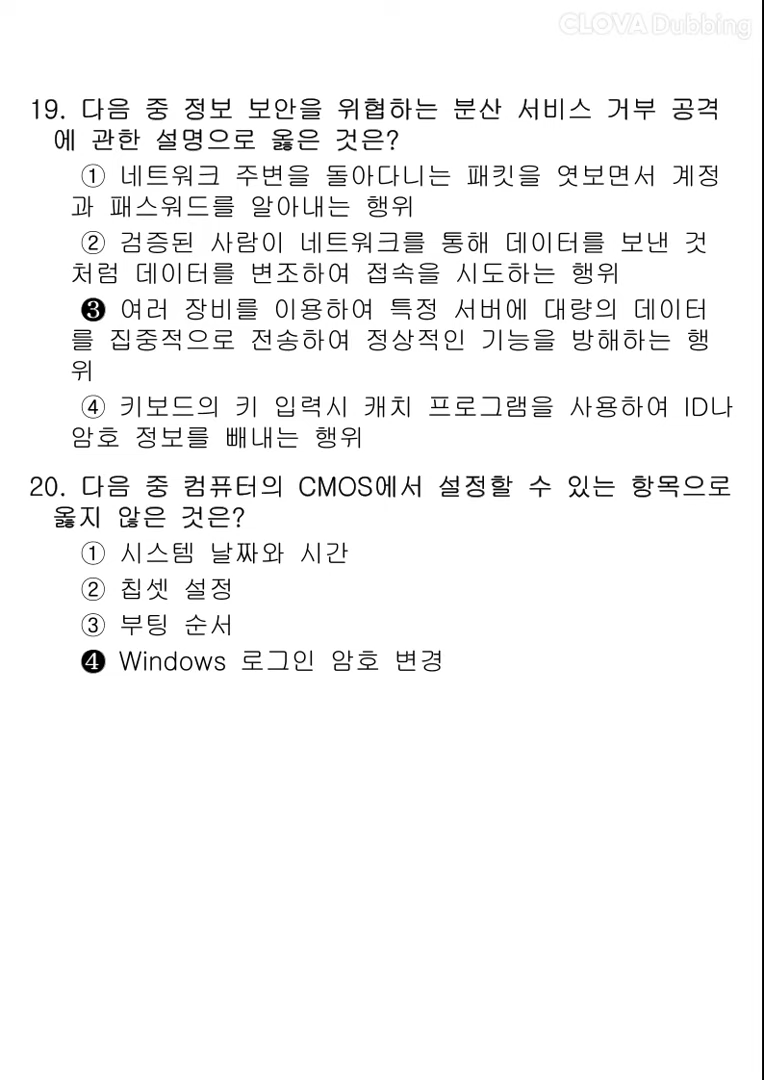 CLOVA Dubbing
19. 다음 중 정보 보안을 위협하는 분산 서비스 거부 공격
에 관한 설명으로 옳은 것은?
① 네트워크 주변을 돌아다니는 패킷을 엿보면서 계정
과 패스워드를 알아내는 행위
② 검증된 사람이 네트워크를 통해 데이터를 보낸 것
처럼 데이터를 변조하여 접속을 시도하는 행위
❸ 여러 장비를 이용하여 특정 서버에 대량의 데이터
를 집중적으로 전송하여 정상적인 기능을 방해하는 행
위
④ 키보드의 키 입력시 캐치 프로그램을 사용하여 ID나
암호 정보를 빼내는 행위
20. 다음 중 컴퓨터의 CMOS에서 설정할 수 있는 항목으로
옳지 않은 것은?
① 시스템 날짜와 시간
② 칩셋 설정
③ 부팅 순서
❹ Windows 로그인 암호 변경